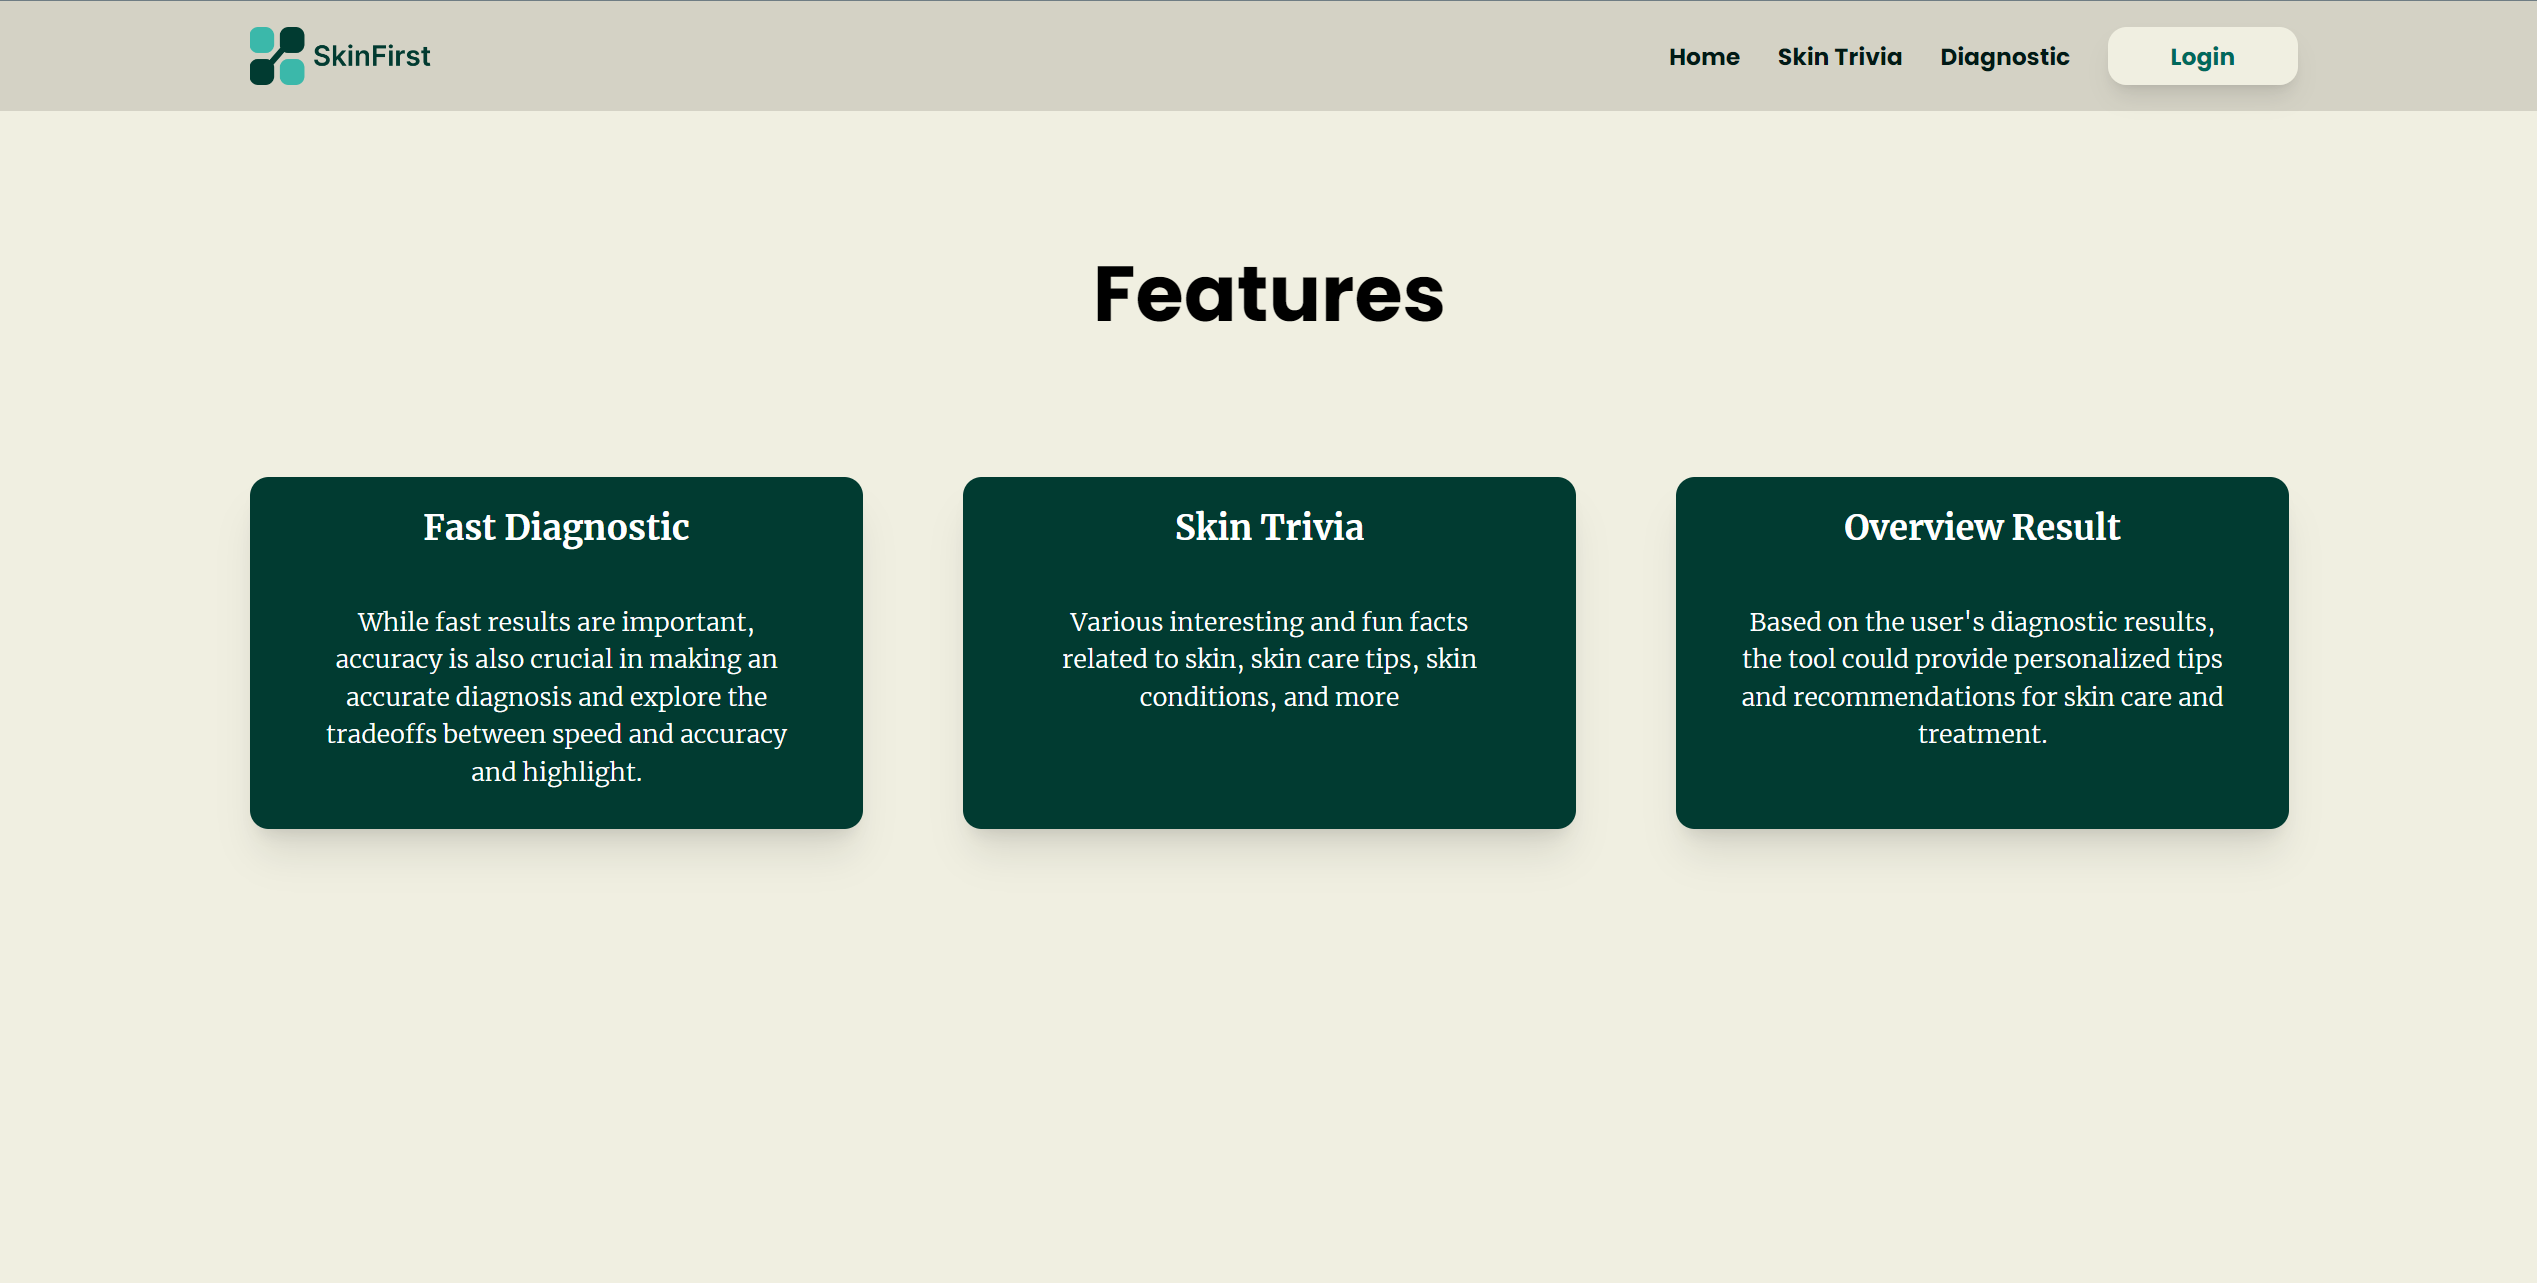 SkinFirst
Home Skin Trivia Diagnostic Login
Features
Fast Diagnostic
While fast results are important,
accuracy is also crucial in making an
accurate diagnosis and explore the
tradeoffs between speed and accuracy
and highlight.
Skin Trivia
Various interesting and fun facts
related to skin, skin care tips, skin
conditions, and more
Overview Result
Based on the user's diagnostic results,
the tool could provide personalized tips
and recommendations for skin care and
treatment.